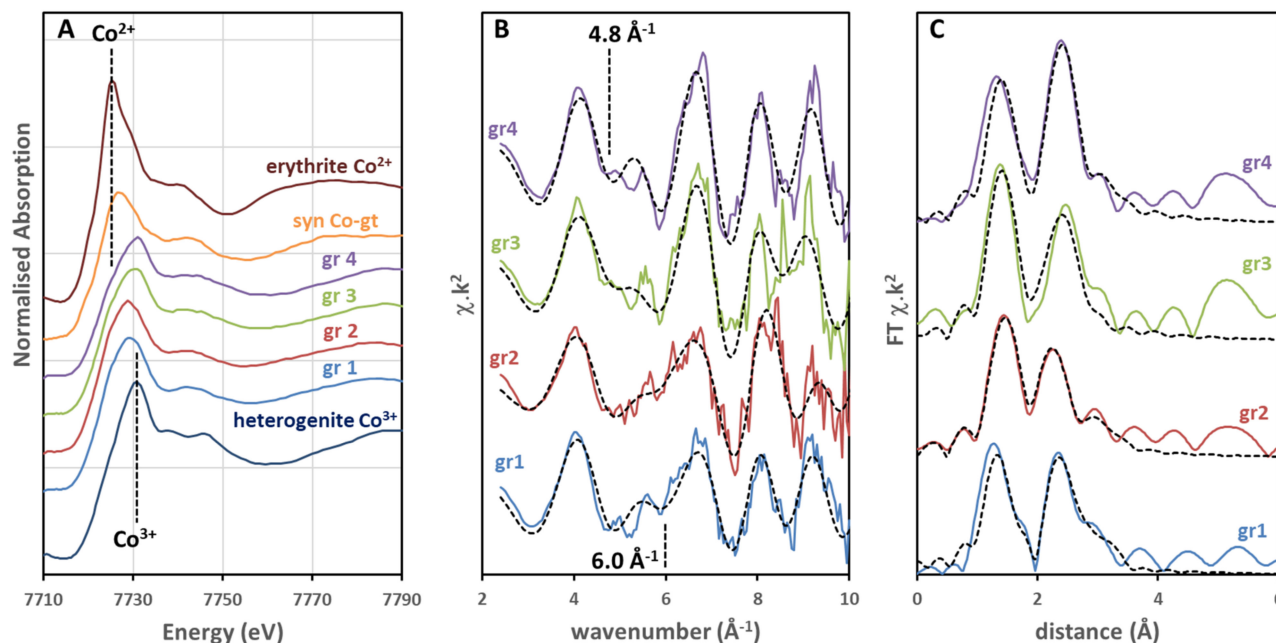 A
Co²⁺
erythrite Co²⁺
syn Co-gt
gr 4
gr 3
gr 2
gr 1
heterogenite Co³⁺
Co³⁺
Normalised Absorption
7710 7730 7750 7770 7790
Energy (eV)
B
4.8 Å⁻¹
gr4
gr3
gr2
gr1
6.0 Å⁻¹
χ.k²
2 4 6 8 10
wavenumber (Å⁻¹)
C
gr4
gr3
gr2
gr1
FT χ.k²
0 2 4 6
distance (Å)